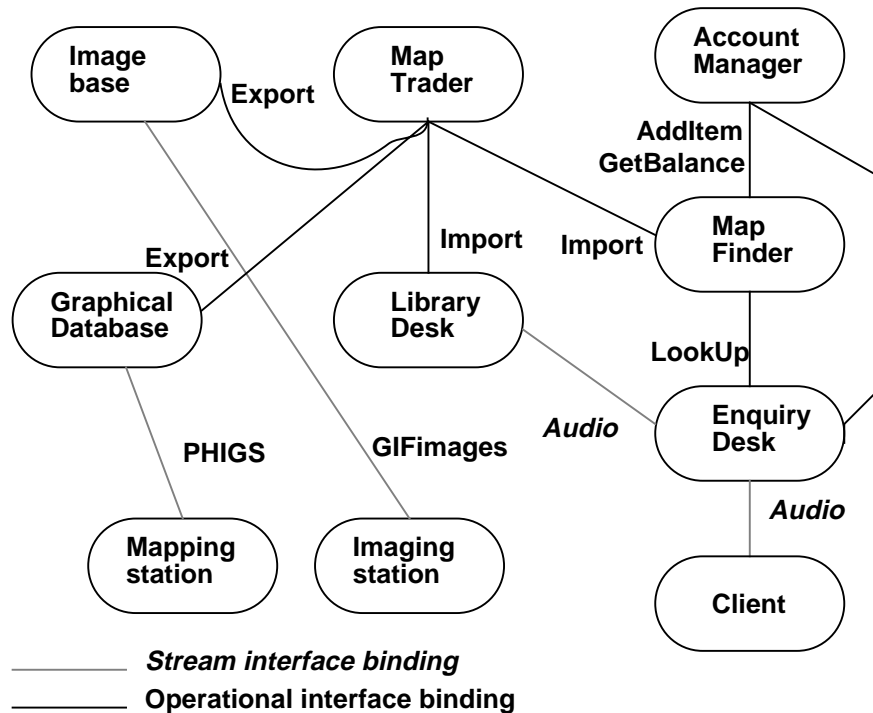 Image
base
Map
Trader
Account
Manager
Export
AddItem
GetBalance
Export
Import
Import
Map
Finder
Graphical
Database
Library
Desk
LookUp
Audio
Enquiry
Desk
PHIGS
GIFimages
Audio
Mapping
station
Imaging
station
Client
Stream interface binding
Operational interface binding